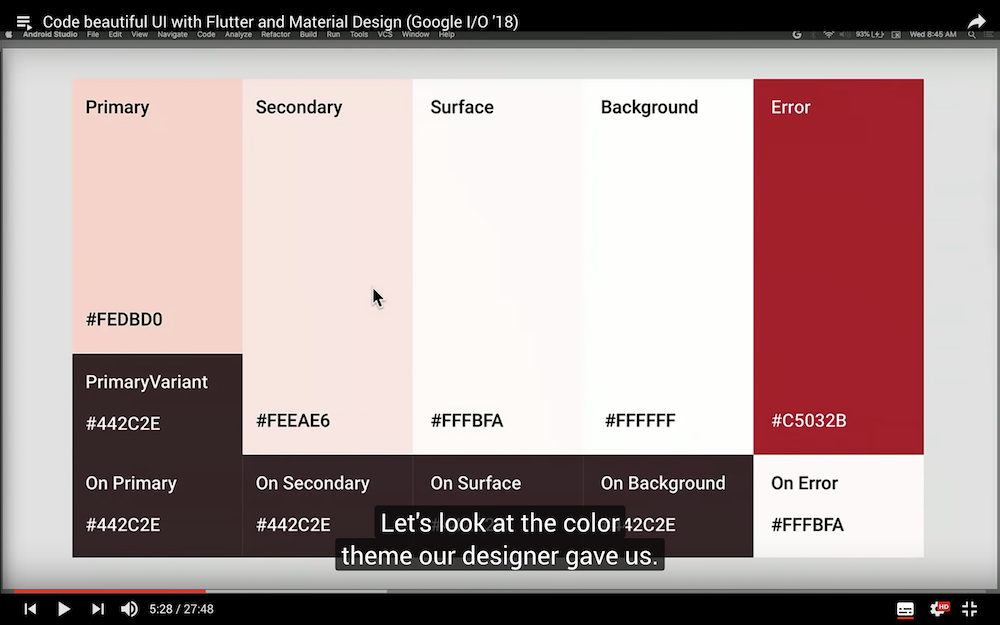 Code beautiful UI with Flutter and Material Design (Google I/O '18)
Android Studio File Edit View Navigate Code Analyze Refactor Build Run Tools VCS Window Help 93% Wed 8:45 AM
Primary Secondary Surface Background Error
#FEDBD0
PrimaryVariant
#442C2E #FEEAE6 #FFFBFA #FFFFFF #C5032B
On Primary On Secondary On Surface On Background On Error
#442C2E #442C2E 42C2E #FFFBFA
Let's look at the color
theme our designer gave us.
5:28 / 27:48 HD